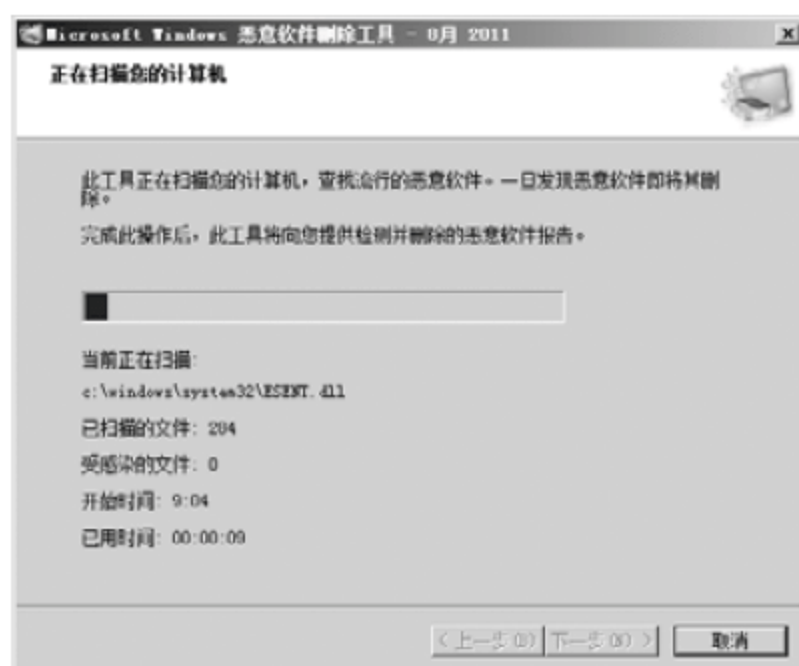 Microsoft Windows 恶意软件删除工具 - 8月 2011
正在扫描您的计算机
此工具正在扫描您的计算机，查找流行的恶意软件。一旦发现恶意软件即将其删
除。
完成此操作后，此工具将向您提供检测并删除的恶意软件报告。
当前正在扫描:
c:\windows\system32\ESENT.dll
已扫描的文件: 284
受感染的文件: 0
开始时间: 9:04
已用时间: 00:00:09
<上一步(B) 下一步(N)> 取消